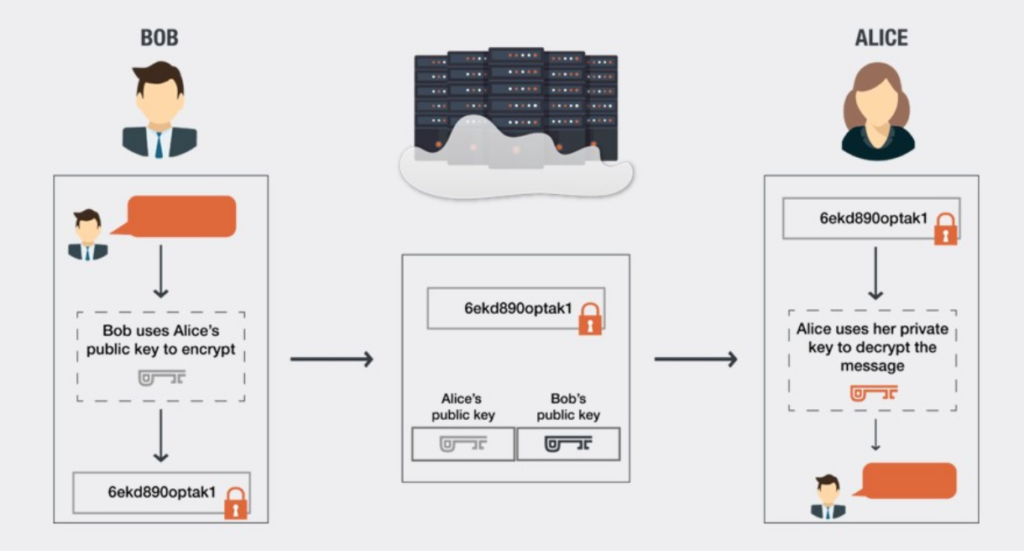 BOB
ALICE
Bob uses Alice's
public key to encrypt
6ekd890optak1
6ekd890optak1
Alice's
public key
Bob's
public key
6ekd890optak1
Alice uses her private
key to decrypt the
message